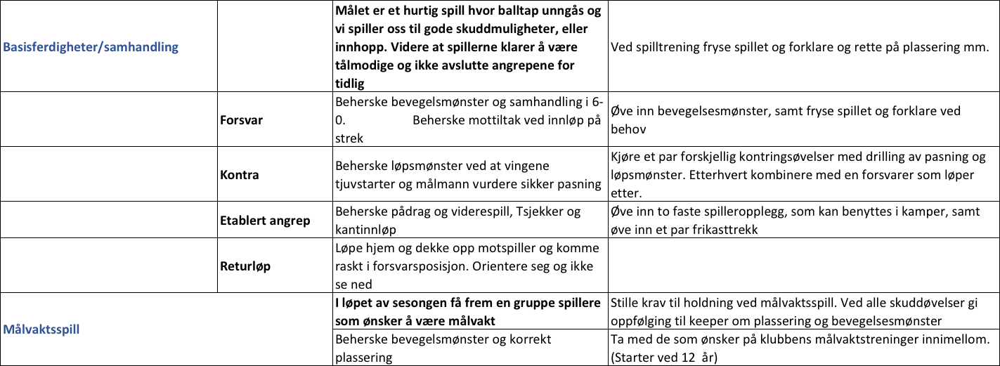 Basisferdigheter/samhandling
Målet er et hurtig spill hvor balltap unngås og
vi spiller oss til gode skuddmuligheter, eller
innhopp. Videre at spillerne klarer å være
tålmodige og ikke avslutte angrepene for
tidlig
Ved spilltrening fryse spillet og forklare og rette på plassering mm.
Forsvar
Beherske bevegelsmønster og samhandling i 6-
0. Beherske mottiltak ved innløp på
strek
Øve inn bevegelsesmønster, samt fryse spillet og forklare ved
behov
Kontra
Beherske løpsmønster ved at vingene
tjuvstarter og målmann vurdere sikker pasning
Kjøre et par forskjellig kontringsøvelser med drilling av pasning og
løpsmønster. Etterhvert kombinere med en forsvarer som løper
etter.
Etablert angrep
Beherske pådrag og viderespill, Tsjekker og
kantinnløp
Øve inn to faste spilleropplegg, som kan benyttes i kamper, samt
øve inn et par frikasttrekk
Returløp
Løpe hjem og dekke opp motspiller og komme
raskt i forsvarsposisjon. Orientere seg og ikke
se ned
Målvaktsspill
I løpet av sesongen få frem en gruppe spillere
som ønsker å være målvakt
Stille krav til holdning ved målvaktsspill. Ved alle skuddøvelser gi
oppfølging til keeper om plassering og bevegelsesmønster
Beherske bevegelsmønster og korrekt
plassering
Ta med de som ønsker på klubbens målvaktstreninger innimellom.
(Starter ved 12 år)